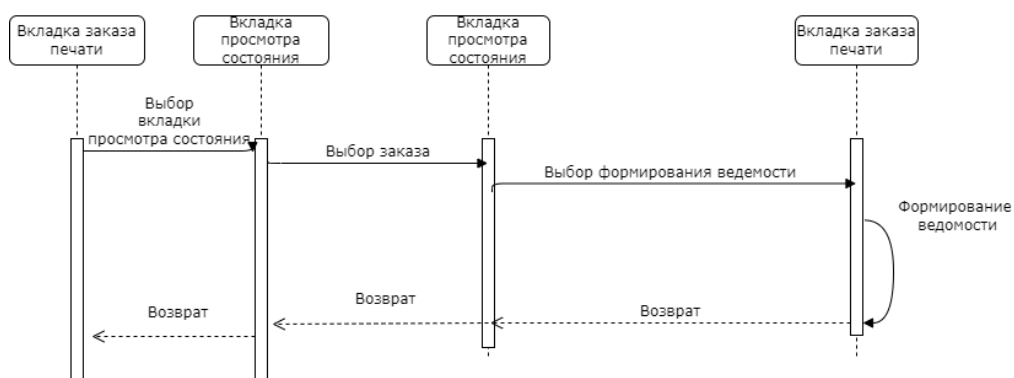 Вкладка заказа
печати
Вкладка
просмотра
состояния
Вкладка
просмотра
состояния
Вкладка заказа
печати
Выбор
вкладки
просмотра состояния
Выбор заказа
Выбор формирования ведемости
Формирование
ведомости
Возврат
Возврат
Возврат